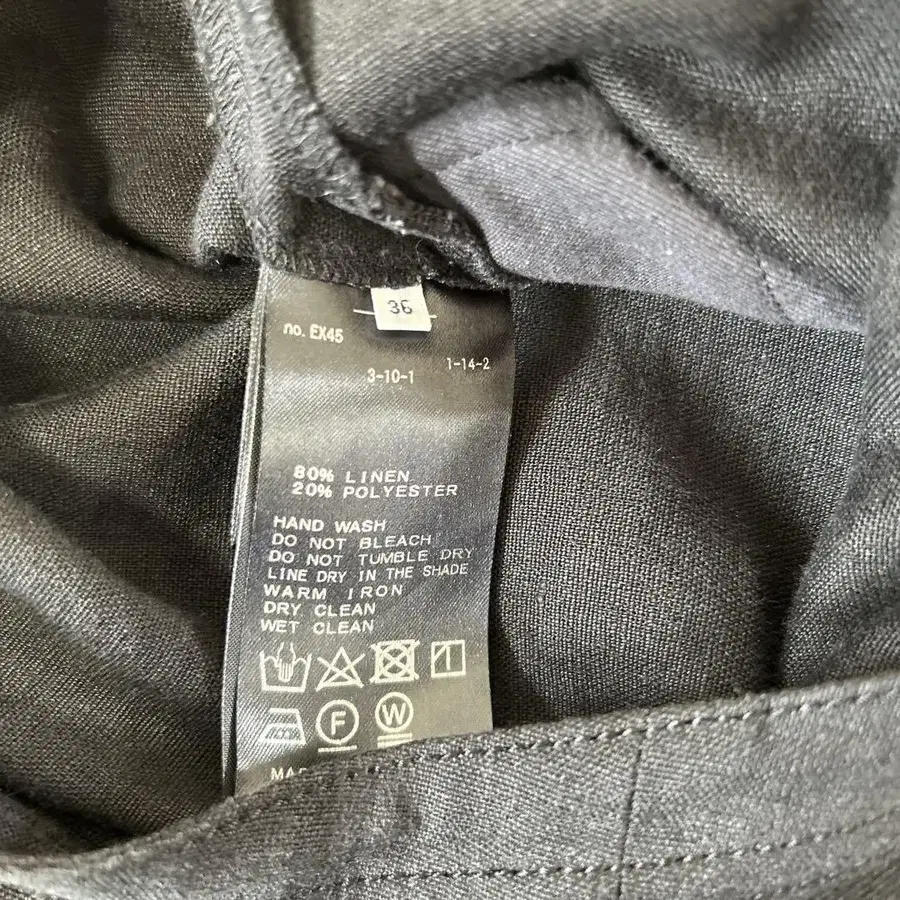 36
no. EX45
1-14-2
3-10-1
80% LINEN
20% POLYESTER
HAND WASH
DO NOT BLEACH
DO NOT TUMBLE DRY
LINE DRY IN THE SHADE
WARM IRON
DRY CLEAN
WET CLEAN
F
W